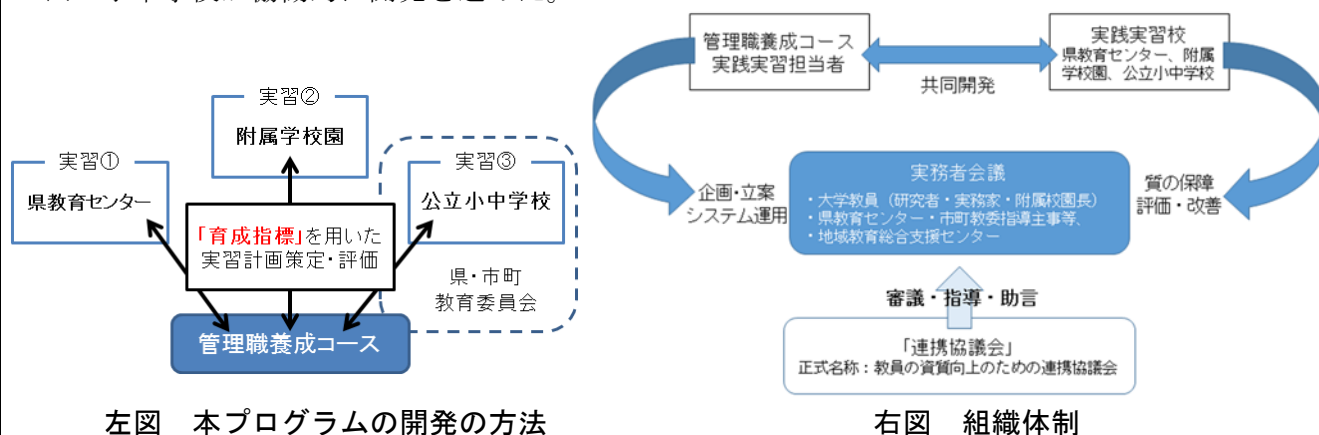 実習②
附属学校園
実習①
県教育センター
実習③
公立小中学校
「育成指標」を用いた
実習計画策定・評価
県・市町
教育委員会
管理職養成コース
左図　本プログラムの開発の方法
管理職養成コース
実践実習担当者
共同開発
実践実習校
県教育センター、附属
学校園、公立小中学校
企画・立案
システム運用
実務者会議
・大学教員（研究者・実務家・附属校園長）
・県教育センター・市町教委指導主事等、
・地域教育総合支援センター
質の保障
評価・改善
審議・指導・助言
「連携協議会」
正式名称：教員の資質向上のための連携協議会
右図　組織体制